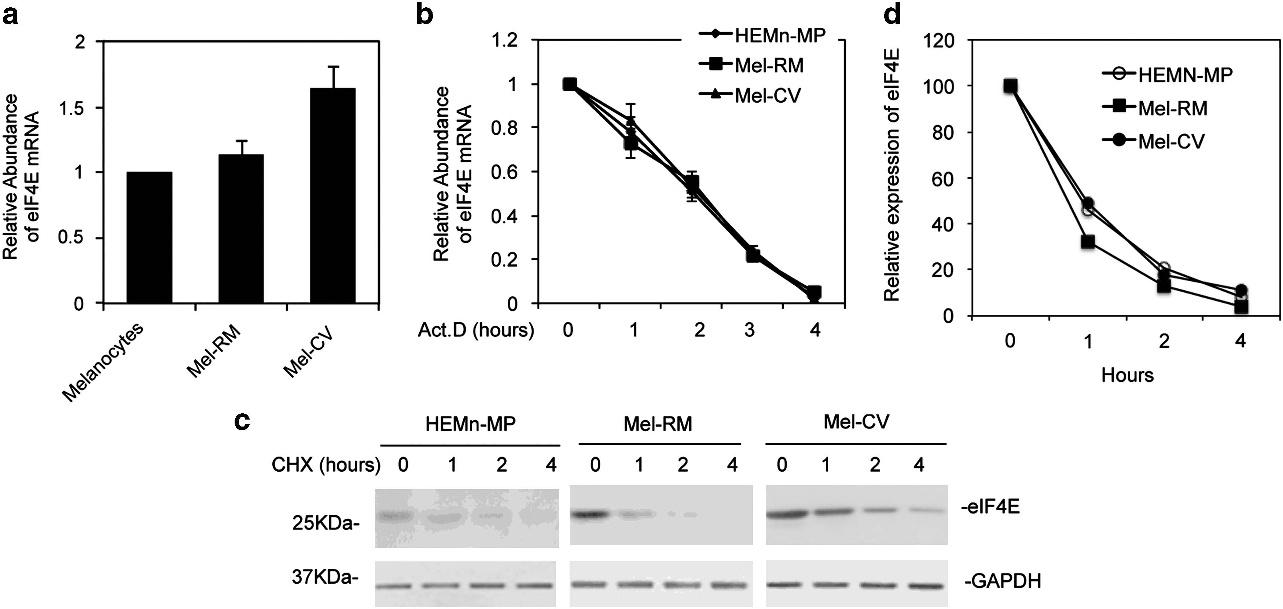 a
2
1.5
1
0.5
0
Relative Abundance
of eIF4E mRNA
Melanocytes
Mel-RM
Mel-CV
b
1.2
1
0.8
0.6
0.4
0.2
0
Relative Abundance
of eIF4E mRNA
HEMn-MP
Mel-RM
Mel-CV
Act.D (hours) 0 1 2 3 4
d
120
100
80
60
40
20
0
Relative expression of eIF4E
HEMN-MP
Mel-RM
Mel-CV
0 1 2 4
Hours
c
HEMn-MP Mel-RM Mel-CV
CHX (hours) 0 1 2 4 0 1 2 4 0 1 2 4
25KDa- -eIF4E
37KDa- -GAPDH